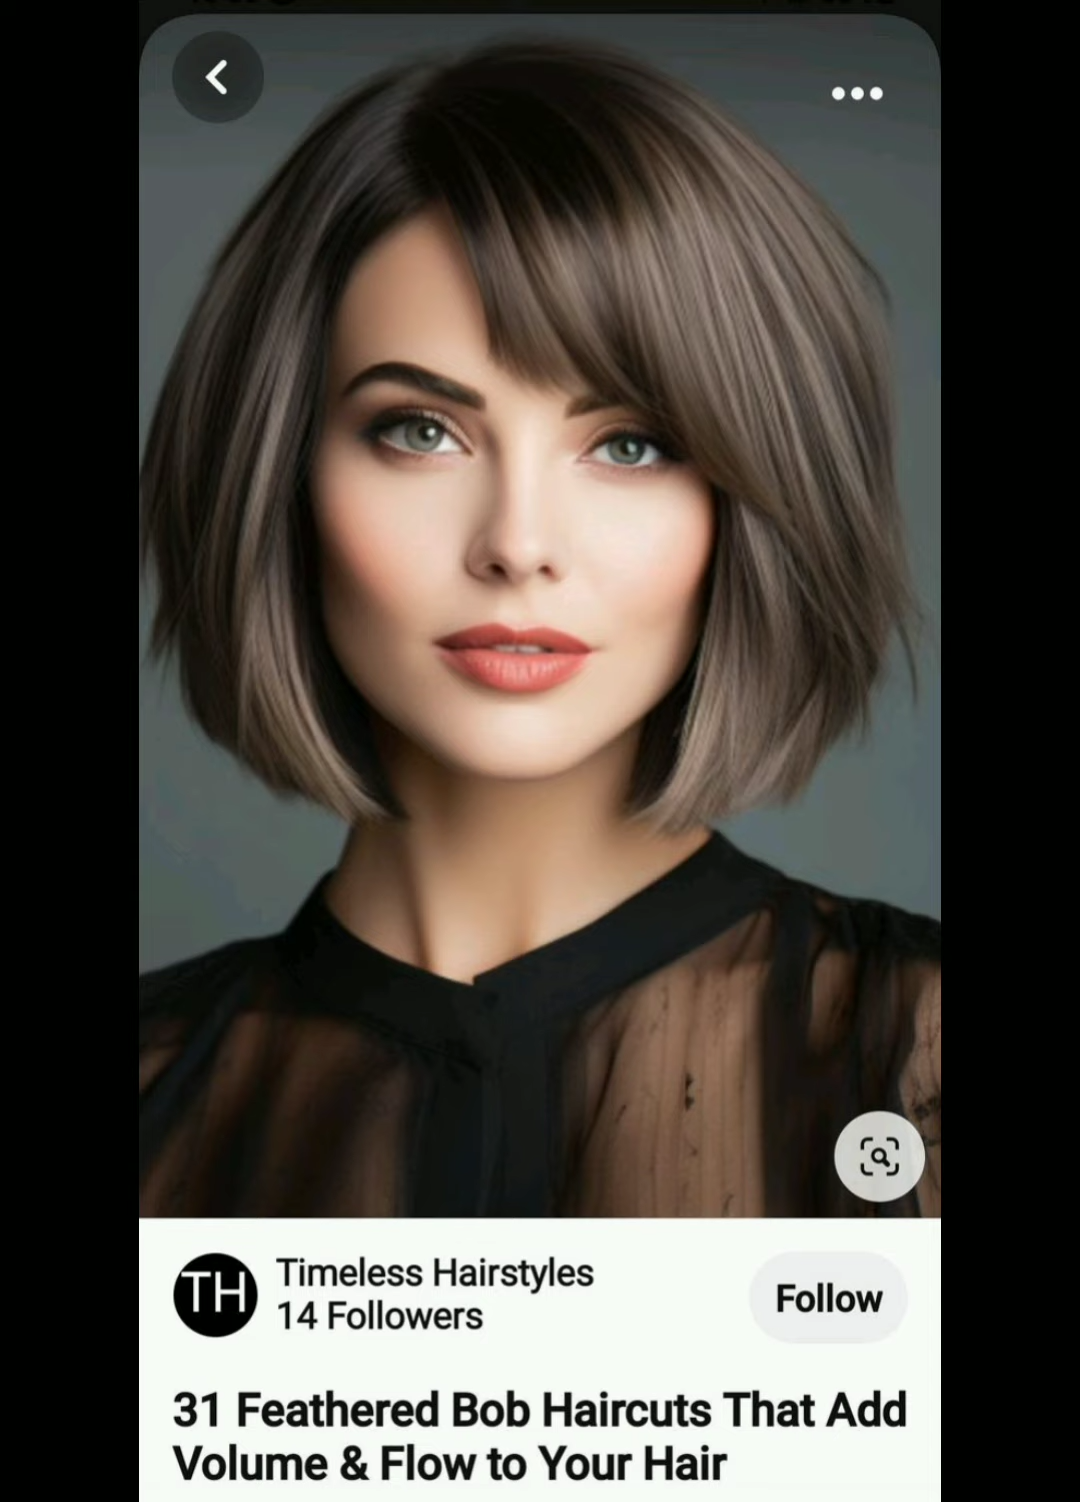 TH
Timeless Hairstyles
14 Followers
Follow
31 Feathered Bob Haircuts That Add
Volume & Flow to Your Hair